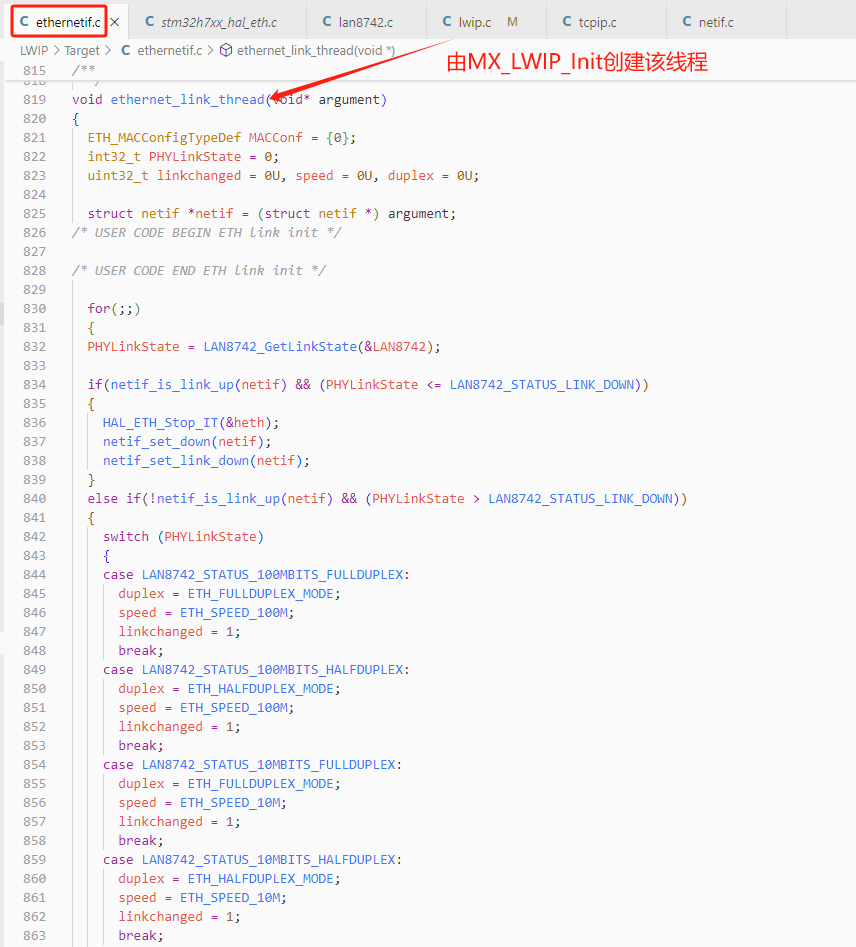 C ethernetif.c × C stm32h7xx_hal_eth.c C lan8742.c C lwip.c M C tcpip.c C netif.c
LWIP > Target > C ethernetif.c > ethernet_link_thread(void *)
由MX_LWIP_Init创建该线程
815 /**
819 void ethernet_link_thread(void* argument)
820 {
821 ETH_MACConfigTypeDef MACConf = {0};
822 int32_t PHYLinkState = 0;
823 uint32_t linkchanged = 0U, speed = 0U, duplex = 0U;
824
825 struct netif *netif = (struct netif *) argument;
826 /* USER CODE BEGIN ETH link init */
827
828 /* USER CODE END ETH link init */
829
830 for(;;)
831 {
832 PHYLinkState = LAN8742_GetLinkState(&LAN8742);
833
834 if(netif_is_link_up(netif) && (PHYLinkState <= LAN8742_STATUS_LINK_DOWN))
835 {
836 HAL_ETH_Stop_IT(&heth);
837 netif_set_down(netif);
838 netif_set_link_down(netif);
839 }
840 else if(!netif_is_link_up(netif) && (PHYLinkState > LAN8742_STATUS_LINK_DOWN))
841 {
842 switch (PHYLinkState)
843 {
844 case LAN8742_STATUS_100MBITS_FULLDUPLEX:
845 duplex = ETH_FULLDUPLEX_MODE;
846 speed = ETH_SPEED_100M;
847 linkchanged = 1;
848 break;
849 case LAN8742_STATUS_100MBITS_HALFDUPLEX:
850 duplex = ETH_HALFDUPLEX_MODE;
851 speed = ETH_SPEED_100M;
852 linkchanged = 1;
853 break;
854 case LAN8742_STATUS_10MBITS_FULLDUPLEX:
855 duplex = ETH_FULLDUPLEX_MODE;
856 speed = ETH_SPEED_10M;
857 linkchanged = 1;
858 break;
859 case LAN8742_STATUS_10MBITS_HALFDUPLEX:
860 duplex = ETH_HALFDUPLEX_MODE;
861 speed = ETH_SPEED_10M;
862 linkchanged = 1;
863 break;